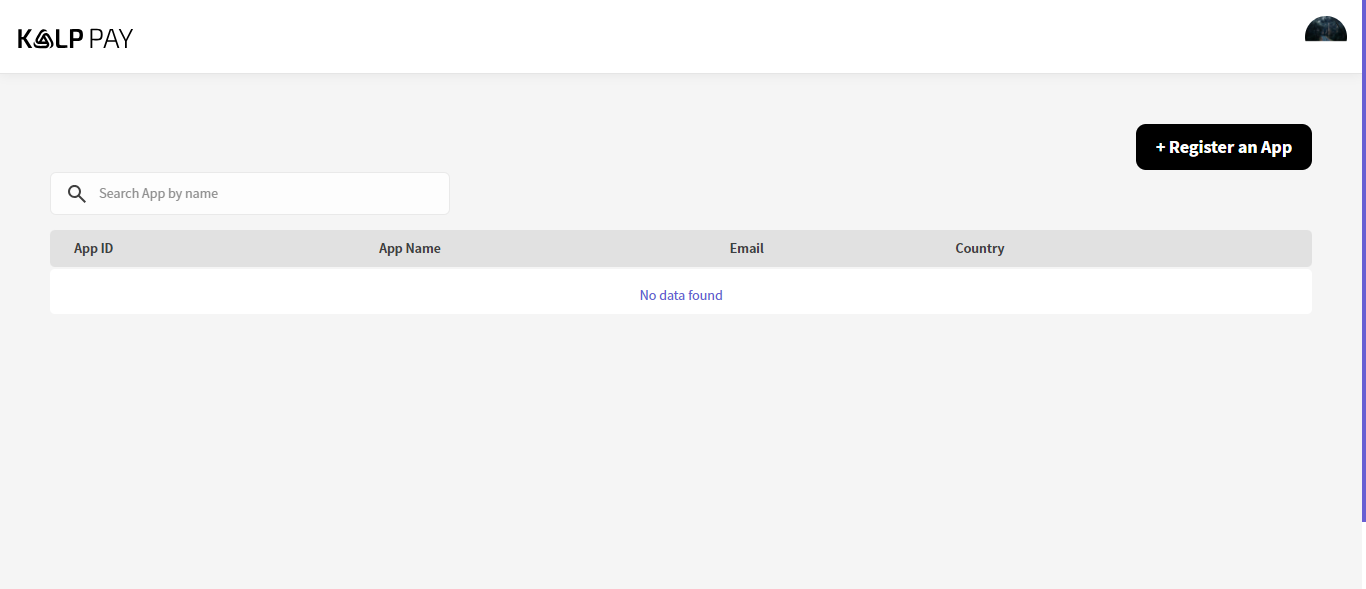 KALP PAY
+ Register an App
Search App by name
App ID App Name Email Country
No data found